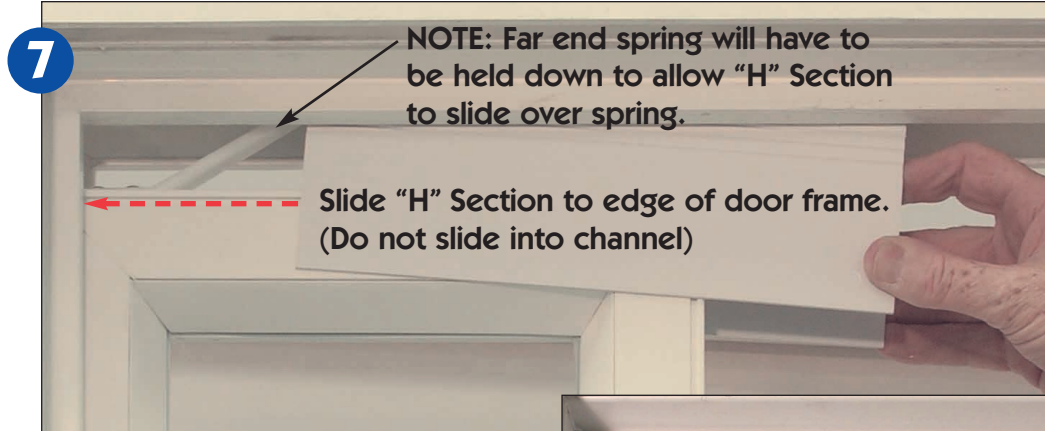 7
NOTE: Far end spring will have to
be held down to allow “H” Section
to slide over spring.
Slide “H” Section to edge of door frame.
(Do not slide into channel)